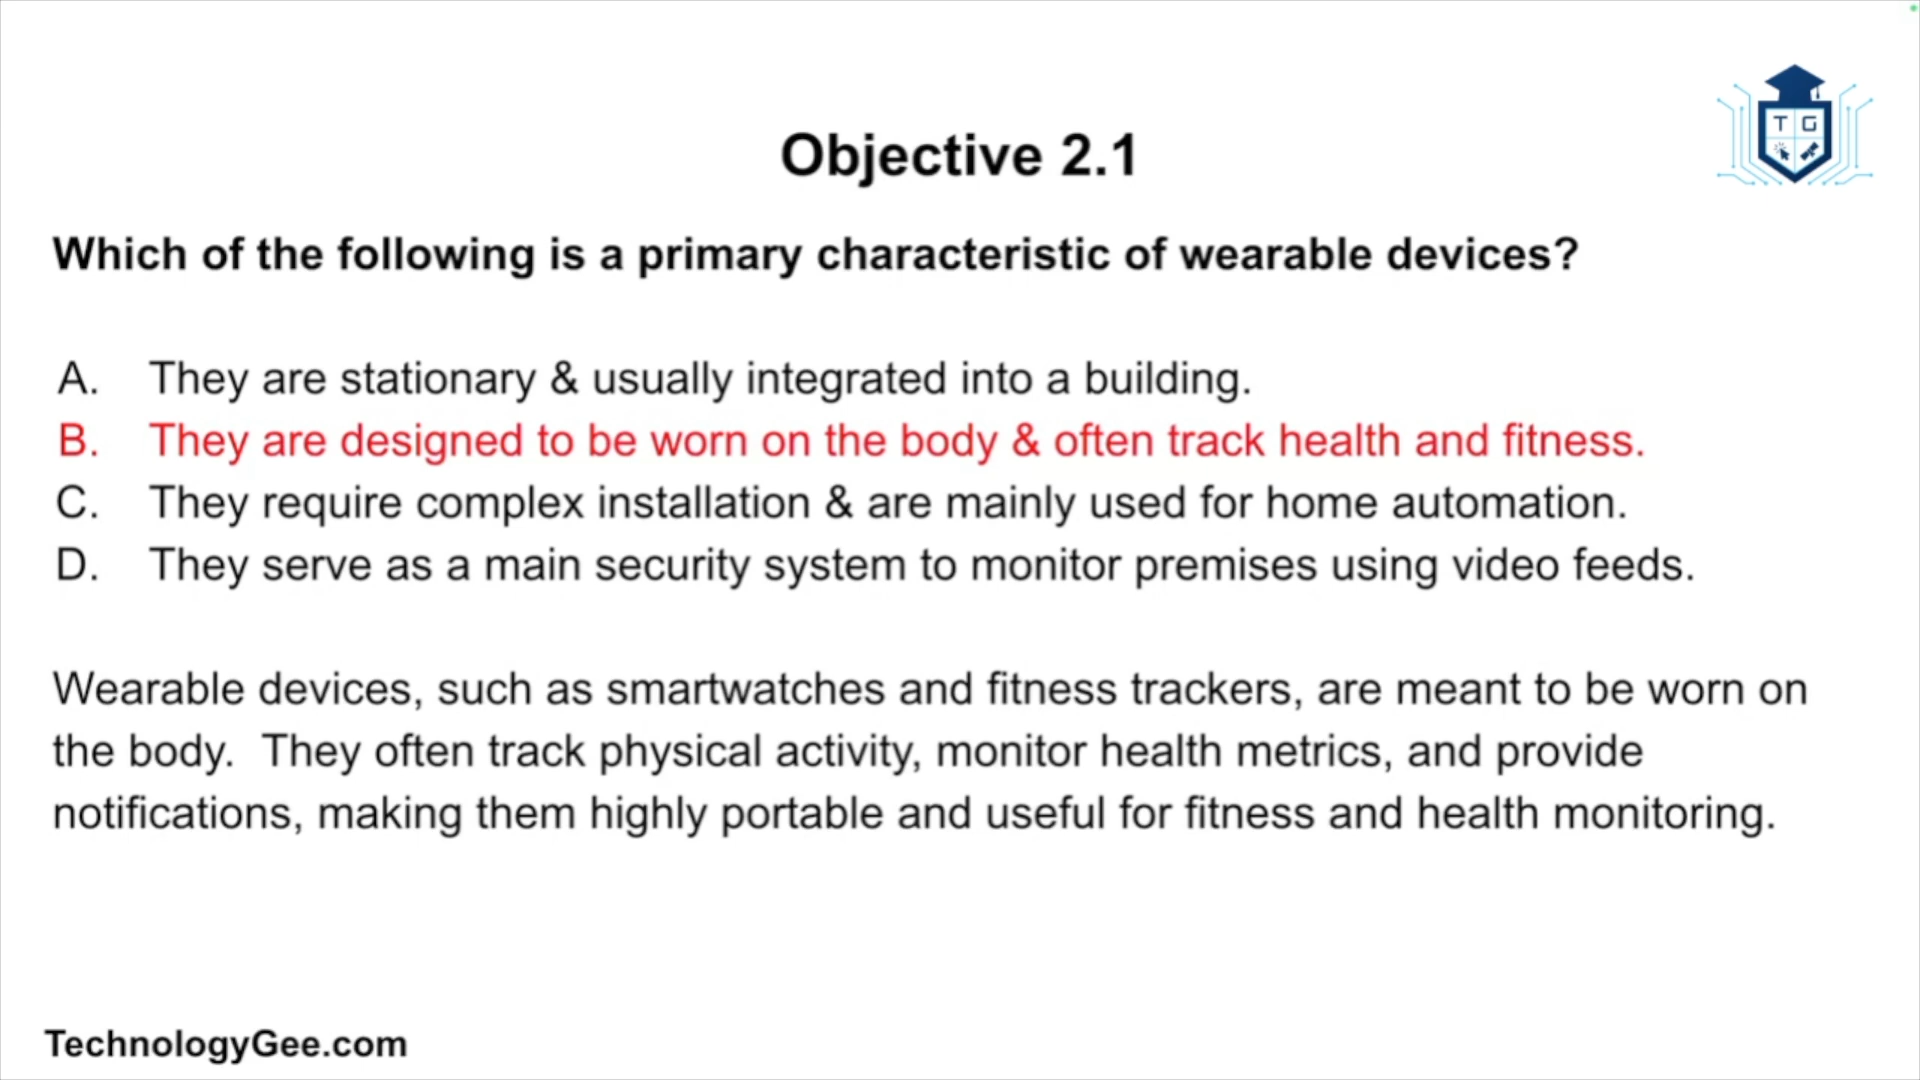 Objective 2.1
T G
Which of the following is a primary characteristic of wearable devices?
A. They are stationary & usually integrated into a building.
B. They are designed to be worn on the body & often track health and fitness.
C. They require complex installation & are mainly used for home automation.
D. They serve as a main security system to monitor premises using video feeds.
Wearable devices, such as smartwatches and fitness trackers, are meant to be worn on
the body. They often track physical activity, monitor health metrics, and provide
notifications, making them highly portable and useful for fitness and health monitoring.
TechnologyGee.com